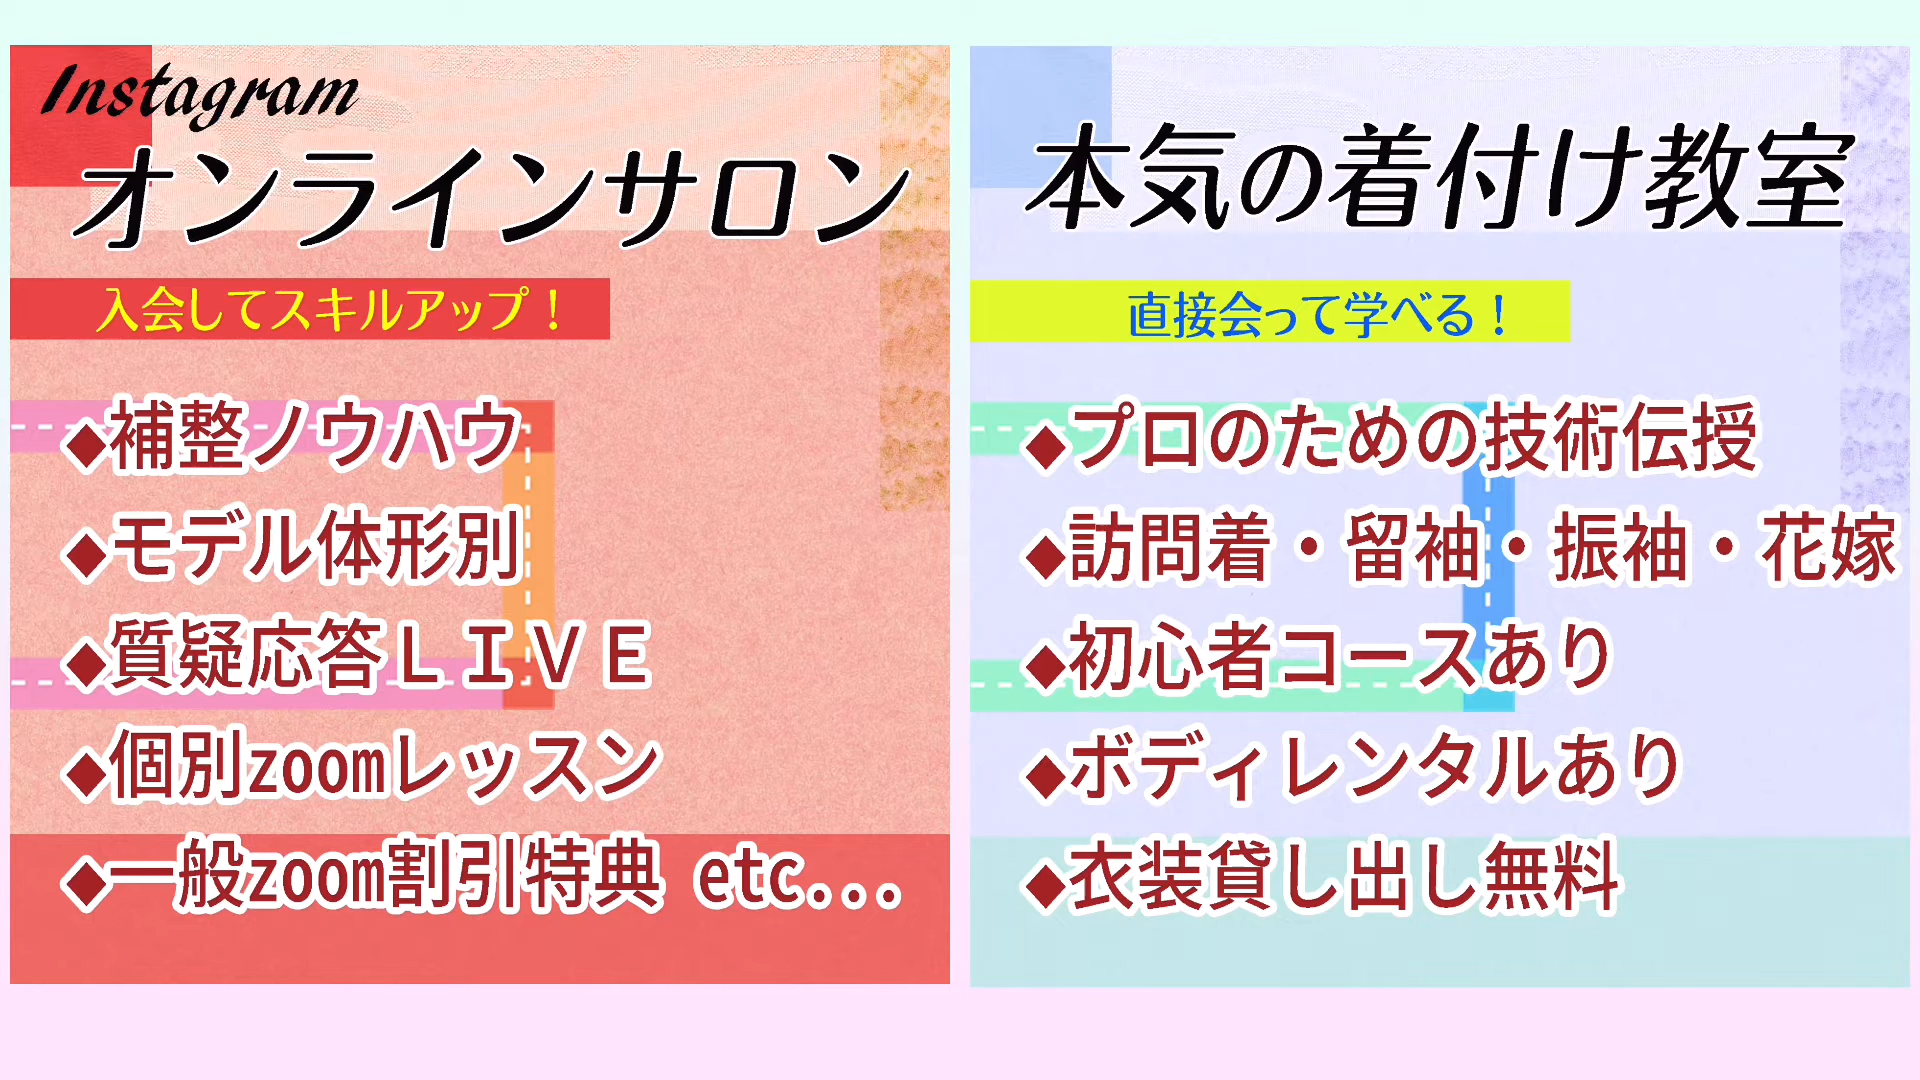 Instagram
オンラインサロン
入会してスキルアップ！
◆補整ノウハウ
◆モデル体形別
◆質疑応答ＬＩＶＥ
◆個別zoomレッスン
◆一般zoom割引特典 etc...
本気の着付け教室
直接会って学べる！
◆プロのための技術伝授
◆訪問着・留袖・振袖・花嫁
◆初心者コースあり
◆ボディレンタルあり
◆衣装貸し出し無料